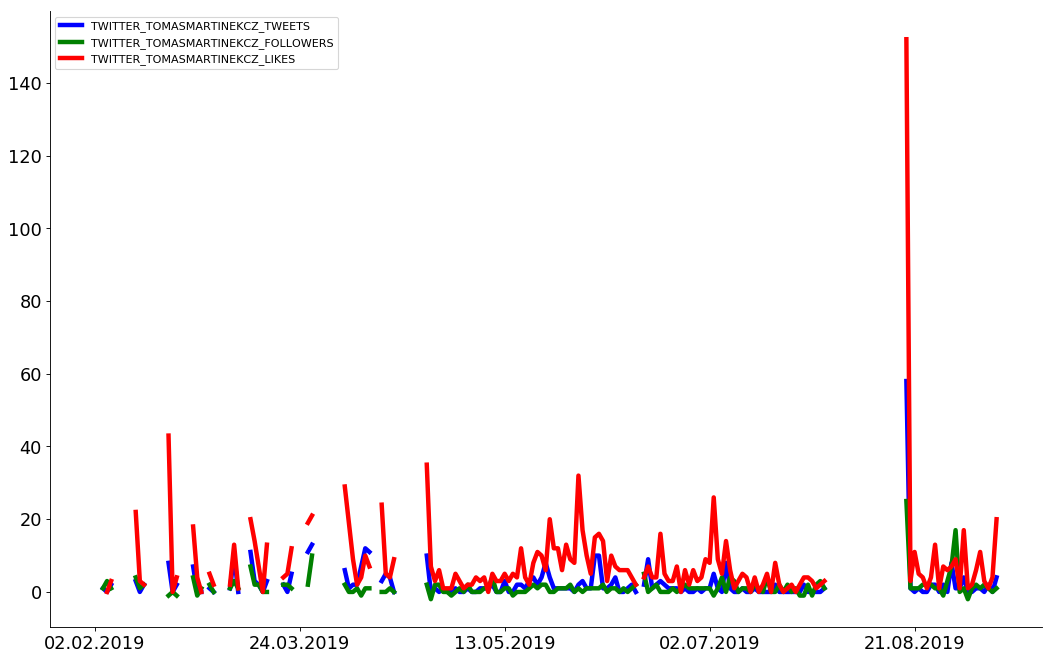 TWITTER_TOMASMARTINEKCZ_TWEETS
TWITTER_TOMASMARTINEKCZ_FOLLOWERS
TWITTER_TOMASMARTINEKCZ_LIKES
140
120
100
80
60
40
20
0
02.02.2019 24.03.2019 13.05.2019 02.07.2019 21.08.2019